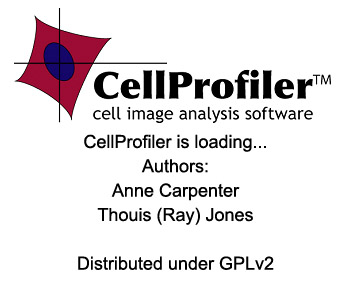 CellProfiler™
cell image analysis software
CellProfiler is loading...
Authors:
Anne Carpenter
Thouis (Ray) Jones
Distributed under GPLv2